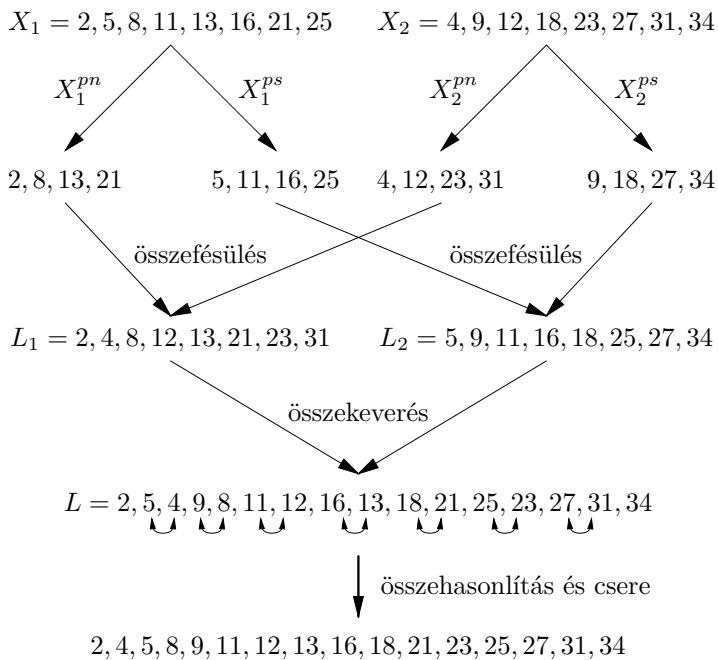 X_1 = 2, 5, 8, 11, 13, 16, 21, 25 X_2 = 4, 9, 12, 18, 23, 27, 31, 34
X_1^{pn} X_1^{ps} X_2^{pn} X_2^{ps}
2, 8, 13, 21 5, 11, 16, 25 4, 12, 23, 31 9, 18, 27, 34
összefésülés összefésülés
L_1 = 2, 4, 8, 12, 13, 21, 23, 31 L_2 = 5, 9, 11, 16, 18, 25, 27, 34
összekeverés
L = 2, 5, 4, 9, 8, 11, 12, 16, 13, 18, 21, 25, 23, 27, 31, 34
összehasonlítás és csere
2, 4, 5, 8, 9, 11, 12, 13, 16, 18, 21, 23, 25, 27, 31, 34